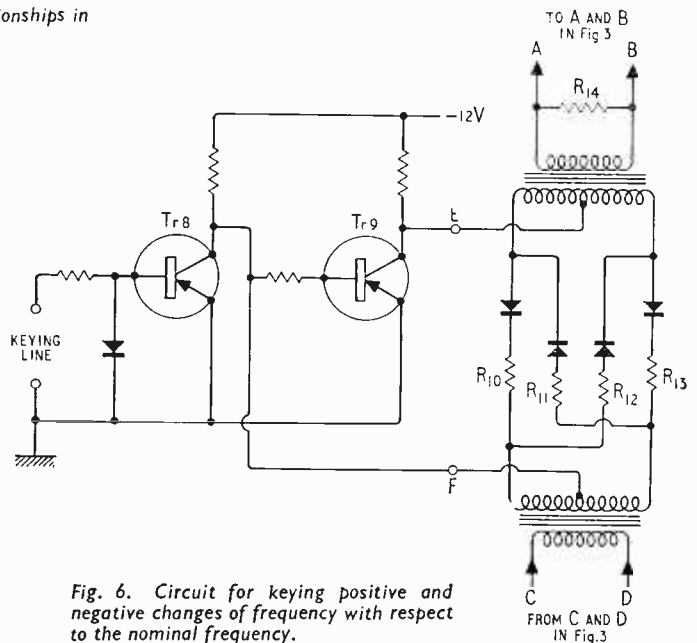 ionships in
TO A AND B
IN Fig 3
A
B
R14
−12V
Tr8
Tr9
E
KEYING
LINE
R10
R11
R12
R13
F
C
D
FROM C AND D
IN Fig.3
Fig. 6. Circuit for keying positive and
negative changes of frequency with respect
to the nominal frequency.